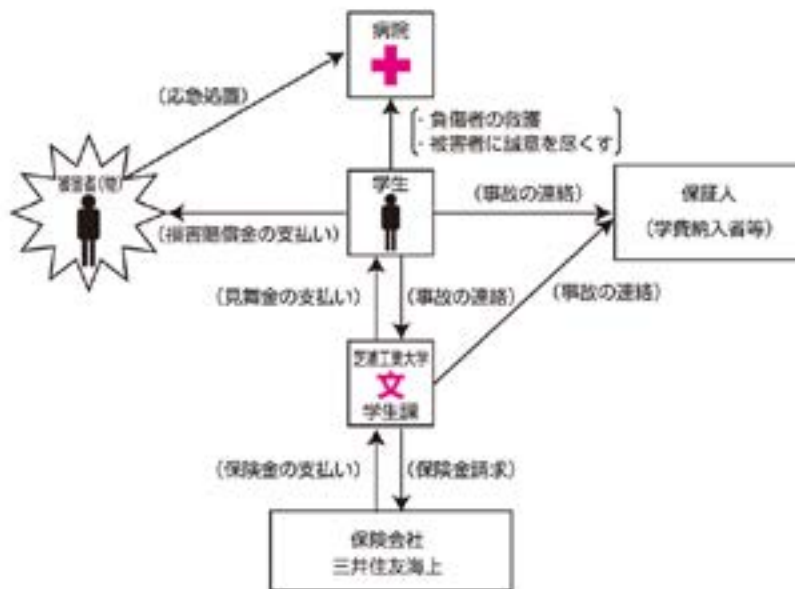 病院
(応急処置)
・負傷者の救護
・被害者に誠意を尽くす
被害者(物)
学生
(事故の連絡)
保証人
(学費納入省等)
(損害賠償金の支払い)
(見舞金の支払い)
(事故の連絡)
(事故の連絡)
芝浦工業大学
文
学生課
(保険金の支払い)
(保険金請求)
保険会社
三井住友海上